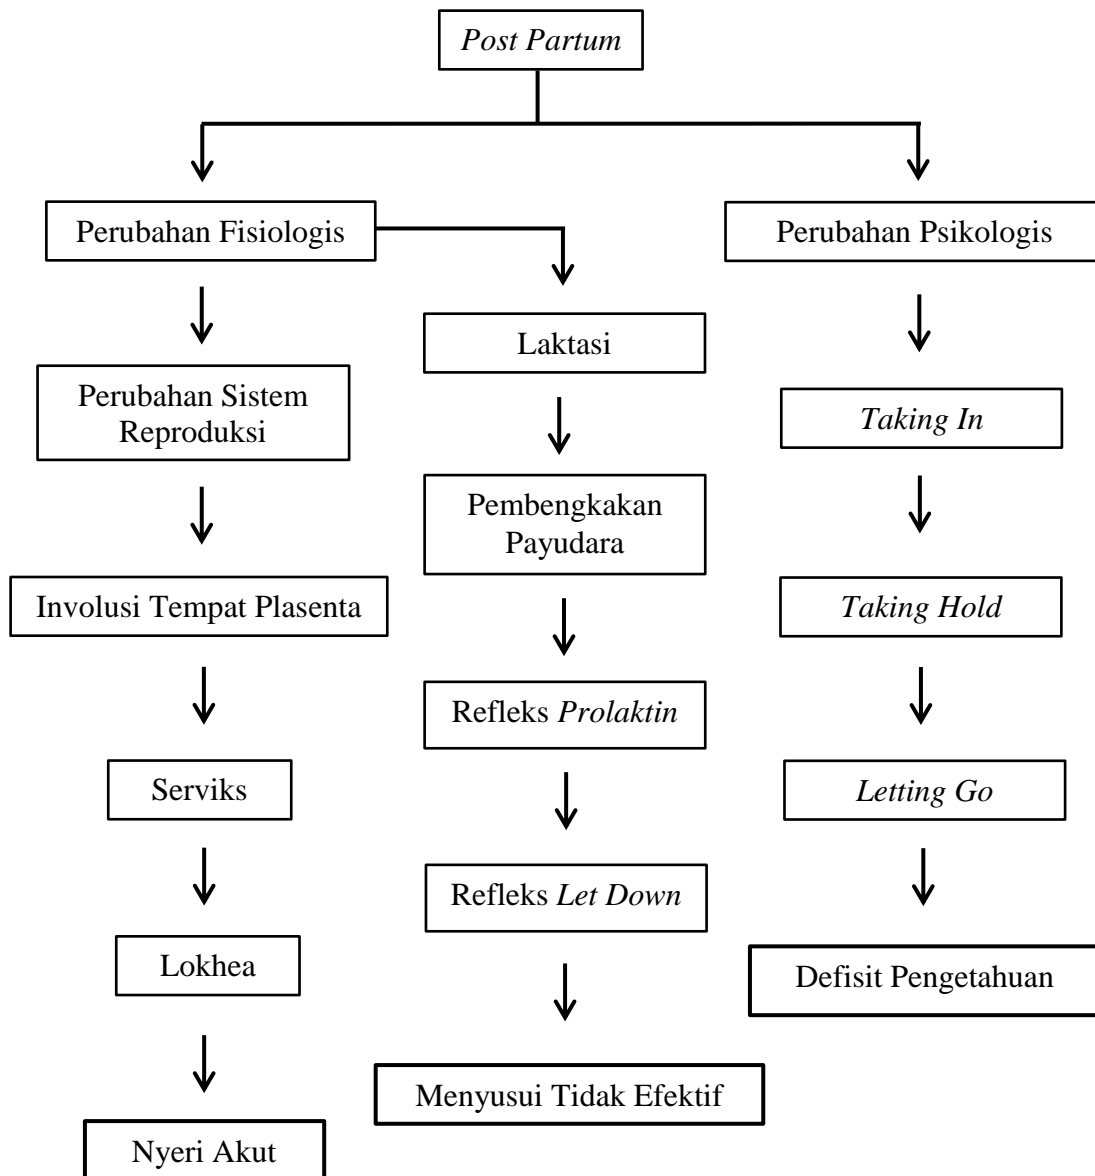 Post Partum
Perubahan Fisiologis
Perubahan Psikologis
Laktasi
Perubahan Sistem
Reproduksi
Taking In
Pembengkakan
Payudara
Involusi Tempat Plasenta
Taking Hold
Refleks Prolaktin
Serviks
Letting Go
Refleks Let Down
Lokhea
Defisit Pengetahuan
Menyusui Tidak Efektif
Nyeri Akut